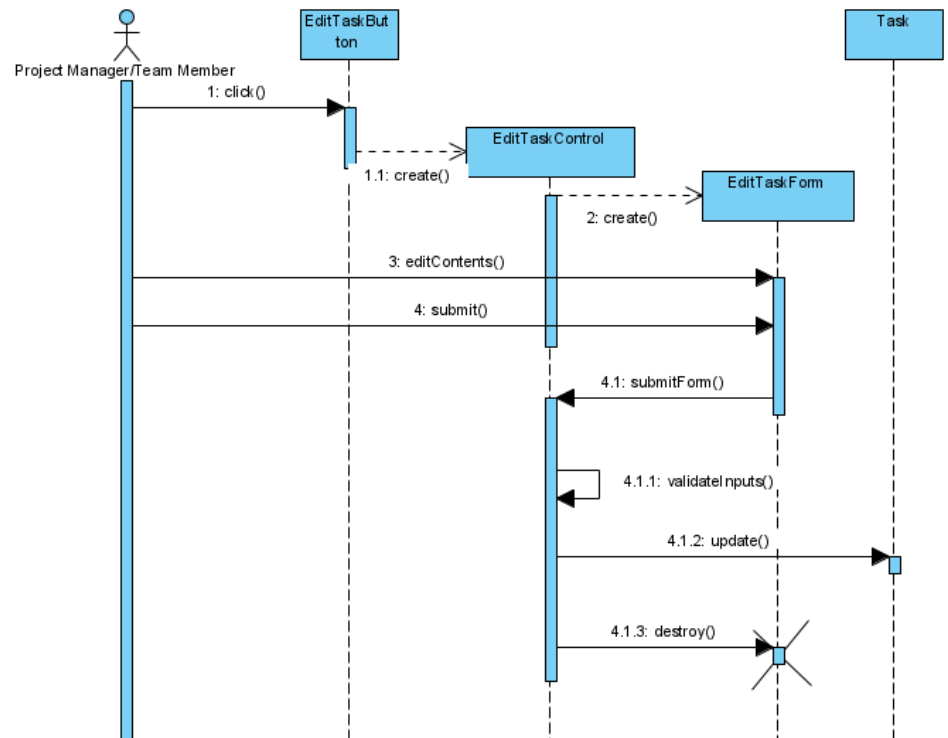 EditTaskBut
ton
Task
Project Manager/Team Member
1: click()
EditTaskControl
1.1: create()
EditTaskForm
2: create()
3: editContents()
4: submit()
4.1: submitForm()
4.1.1: validateInputs()
4.1.2: update()
4.1.3: destroy()